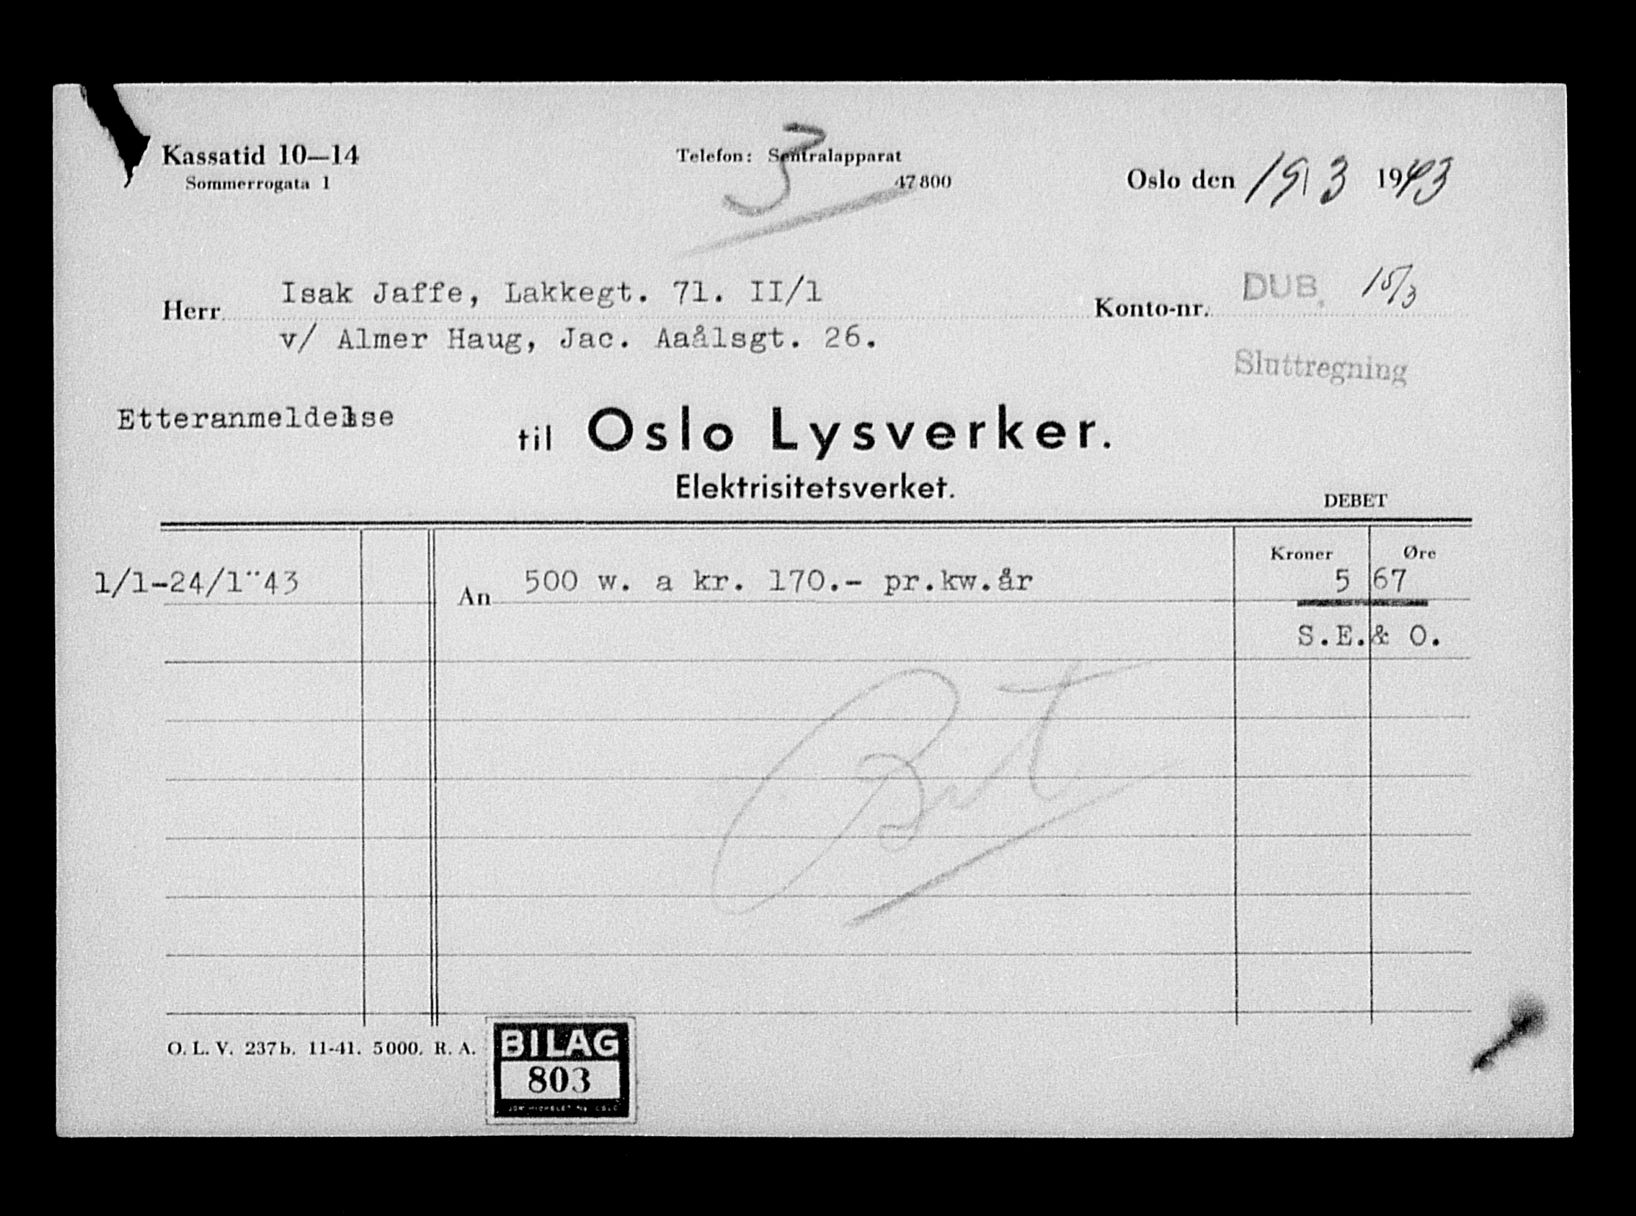 Kassatid 10—14
Sommerrogata 1
Telefon: Sentralapparat
47800
3
Oslo den 19/3 1943
Herr Isak Jaffe, Lakkegt. 71. II/1
v/ Almer Haug, Jac. Aaålsgt. 26.
Konto-nr. DUB. 15/3
Sluttregning
Etteranmeldelse
til Oslo Lysverker.
Elektrisitetsverket.
DEBET
Kroner Øre
1/1-24/1¨43 An 500 w. a kr. 170.- pr.kw.år 5 67
S.E.& O.
O. L. V. 237b. 11-41. 5000. R. A.
BILAG
803